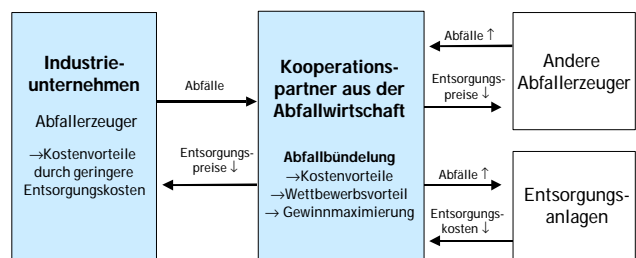 Industrie-
unternehmen
Abfallerzeuger
→Kostenvorteile
durch geringere
Entsorgungskosten
Abfälle
Entsorgungs-
preise ↓
Kooperations-
partner aus der
Abfallwirtschaft
Abfallbündelung
→Kostenvorteile
→Wettbewerbsvorteil
→ Gewinnmaximierung
Abfälle ↑
Entsorgungs-
preise ↓
Abfälle ↑
Entsorgungs-
kosten ↓
Andere
Abfallerzeuger
Entsorgungs-
anlagen